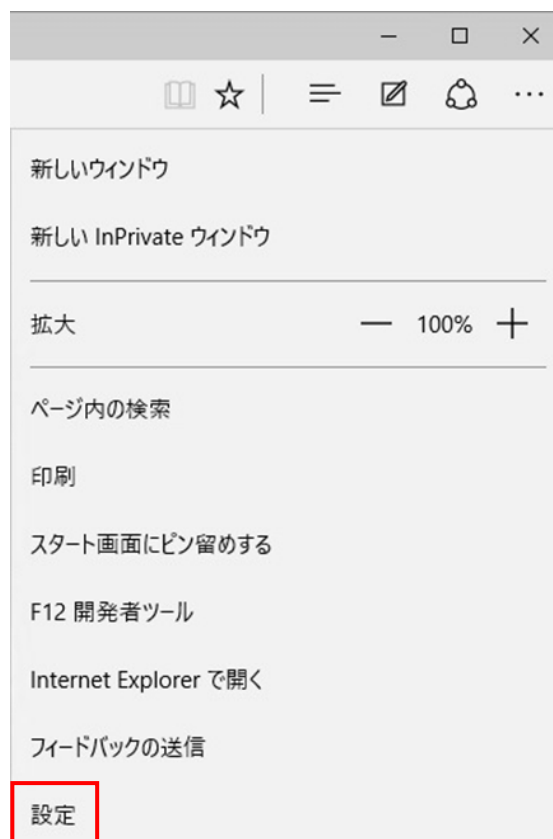 新しいウィンドウ
新しい InPrivate ウィンドウ
拡大 100%
ページ内の検索
印刷
スタート画面にピン留めする
F12 開発者ツール
Internet Explorer で開く
フィードバックの送信
設定